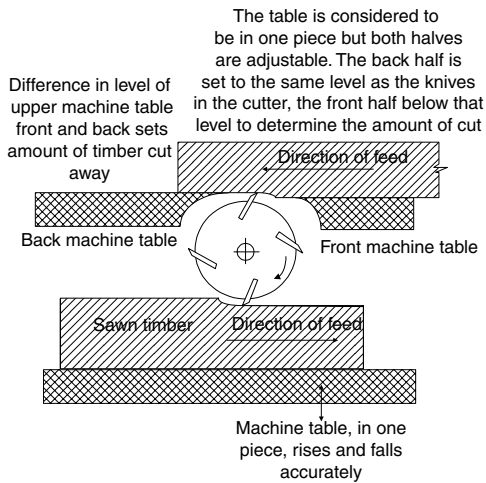 The table is considered to
be in one piece but both halves
are adjustable. The back half is
set to the same level as the knives
in the cutter, the front half below that
level to determine the amount of cut
Difference in level of
upper machine table
front and back sets
amount of timber cut
away
Direction of feed
Back machine table
Front machine table
Sawn timber
Direction of feed
Machine table, in one
piece, rises and falls
accurately